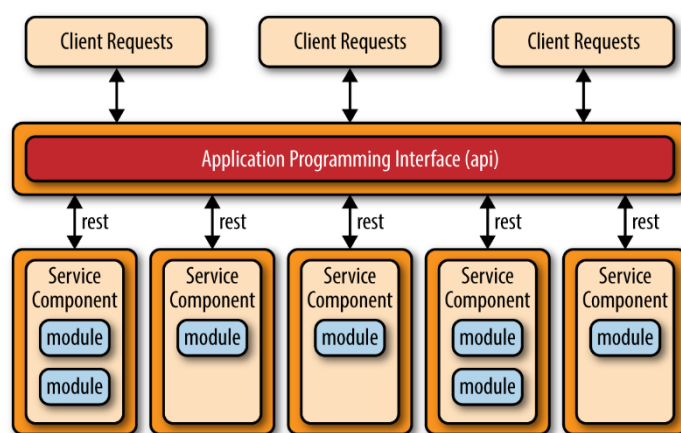 Client Requests
Client Requests
Client Requests
Application Programming Interface (api)
rest
rest
rest
rest
rest
Service
Component
module
module
Service
Component
module
Service
Component
module
Service
Component
module
module
Service
Component
module